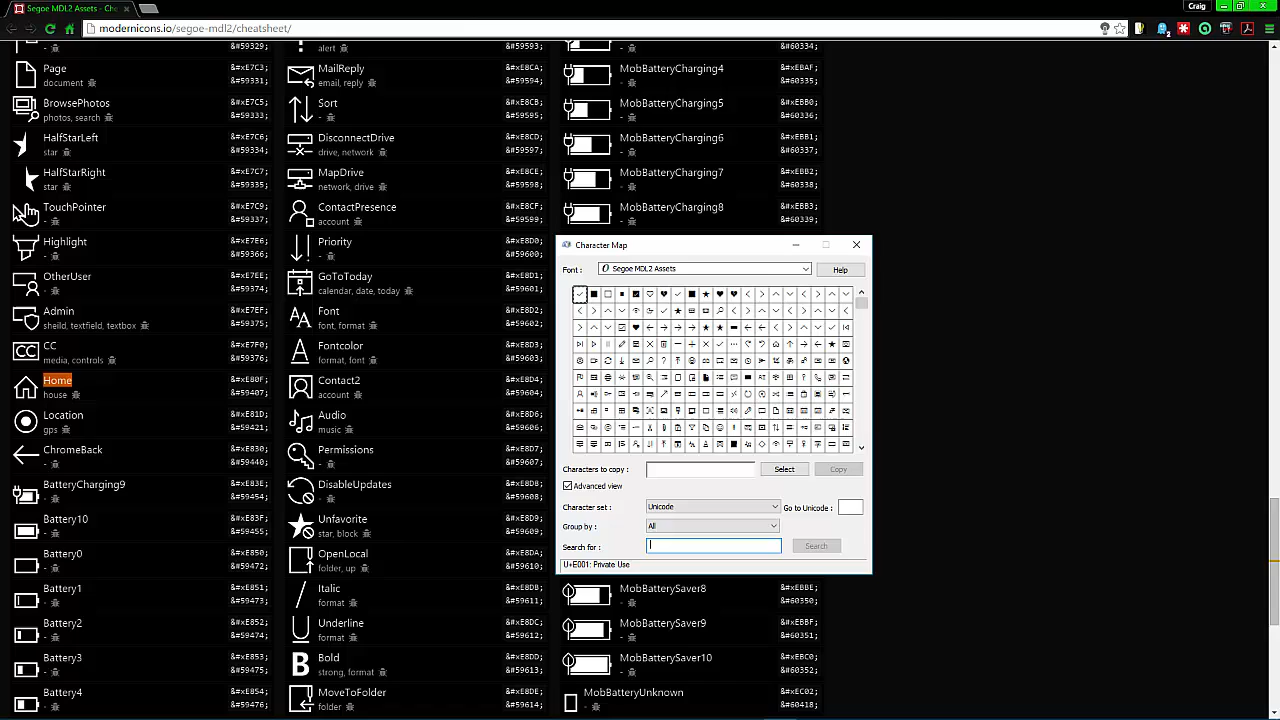 Segoe MDL2 Assets - Che
Craig
modernicons.io/segoe-mdl2/cheatsheet/
- &#59329;
Page &#xE7C3;
document &#59331;
BrowsePhotos &#xE7C5;
photos, search &#59333;
HalfStarLeft &#xE7C6;
star &#59334;
HalfStarRight &#xE7C7;
star &#59335;
TouchPointer &#xE7C9;
- &#59337;
Highlight &#xE7E6;
- &#59366;
OtherUser &#xE7EE;
- &#59374;
Admin &#xE7EF;
sheild, textfield, textbox &#59375;
CC &#xE7F0;
media, controls &#59376;
Home &#xE80F;
house &#59407;
Location &#xE81D;
gps &#59421;
ChromeBack &#xE830;
- &#59440;
BatteryCharging9 &#xE83E;
- &#59454;
Battery10 &#xE83F;
- &#59455;
Battery0 &#xE850;
- &#59472;
Battery1 &#xE851;
- &#59473;
Battery2 &#xE852;
- &#59474;
Battery3 &#xE853;
- &#59475;
Battery4 &#xE854;
- &#59476;
alert &#59593;
MailReply &#xE8CA;
email, reply &#59594;
Sort &#xE8CB;
- &#59595;
DisconnectDrive &#xE8CD;
drive, network &#59597;
MapDrive &#xE8CE;
network, drive &#59598;
ContactPresence &#xE8CF;
account &#59599;
Priority &#xE8D0;
- &#59600;
GoToToday &#xE8D1;
calendar, date, today &#59601;
Font &#xE8D2;
font, format &#59602;
Fontcolor &#xE8D3;
format, font &#59603;
Contact2 &#xE8D4;
account &#59604;
Audio &#xE8D6;
music &#59606;
Permissions &#xE8D7;
- &#59607;
DisableUpdates &#xE8D8;
- &#59608;
Unfavorite &#xE8D9;
star, block &#59609;
OpenLocal &#xE8DA;
folder, up &#59610;
Italic &#xE8DB;
format &#59611;
Underline &#xE8DC;
format &#59612;
Bold &#xE8DD;
strong, format &#59613;
MoveToFolder &#xE8DE;
folder &#59614;
- &#60334;
MobBatteryCharging4 &#xEBAF;
- &#60335;
MobBatteryCharging5 &#xEBB0;
- &#60336;
MobBatteryCharging6 &#xEBB1;
- &#60337;
MobBatteryCharging7 &#xEBB2;
- &#60338;
MobBatteryCharging8 &#xEBB3;
- &#60339;
Character Map
Font : Segoe MDL2 Assets Help
Characters to copy : Select Copy
Advanced view
Character set : Unicode Go to Unicode :
Group by : All
Search for : Search
U+E001: Private Use
MobBatterySaver8 &#xEBBE;
- &#60350;
MobBatterySaver9 &#xEBBF;
- &#60351;
MobBatterySaver10 &#xEBC0;
- &#60352;
MobBatteryUnknown &#xEC02;
- &#60418;